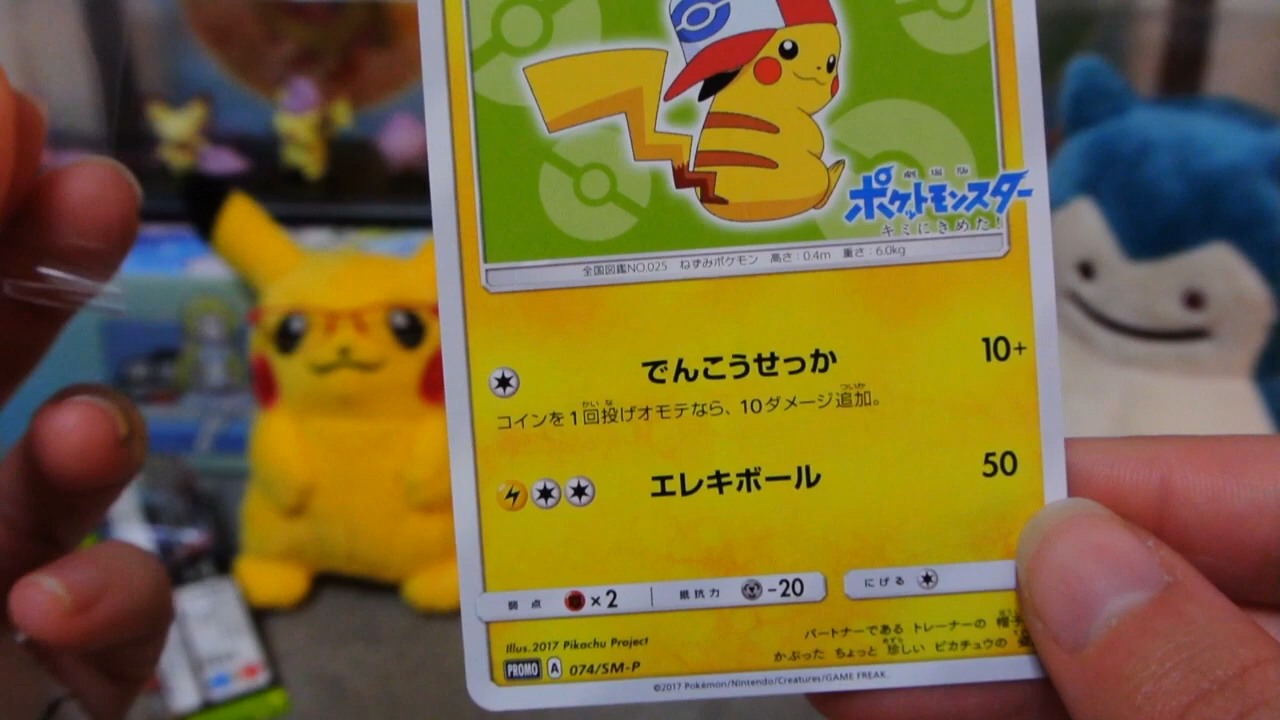 劇場版
ポケットモンスター
キミにきめた!
全国図鑑NO.025 ねずみポケモン 高さ:0.4m 重さ:6.0kg
でんこうせっか 10+
コインを1回投げオモテなら、10ダメージ追加。
エレキボール 50
弱点 ×2 抵抗力 -20 にげる
Illus.2017 Pikachu Project
PROMO A 074/SM-P
パートナーである トレーナーの 帽子
かぶった ちょっと 珍しい ピカチュウの
©2017 Pokémon/Nintendo/Creatures/GAME FREAK.